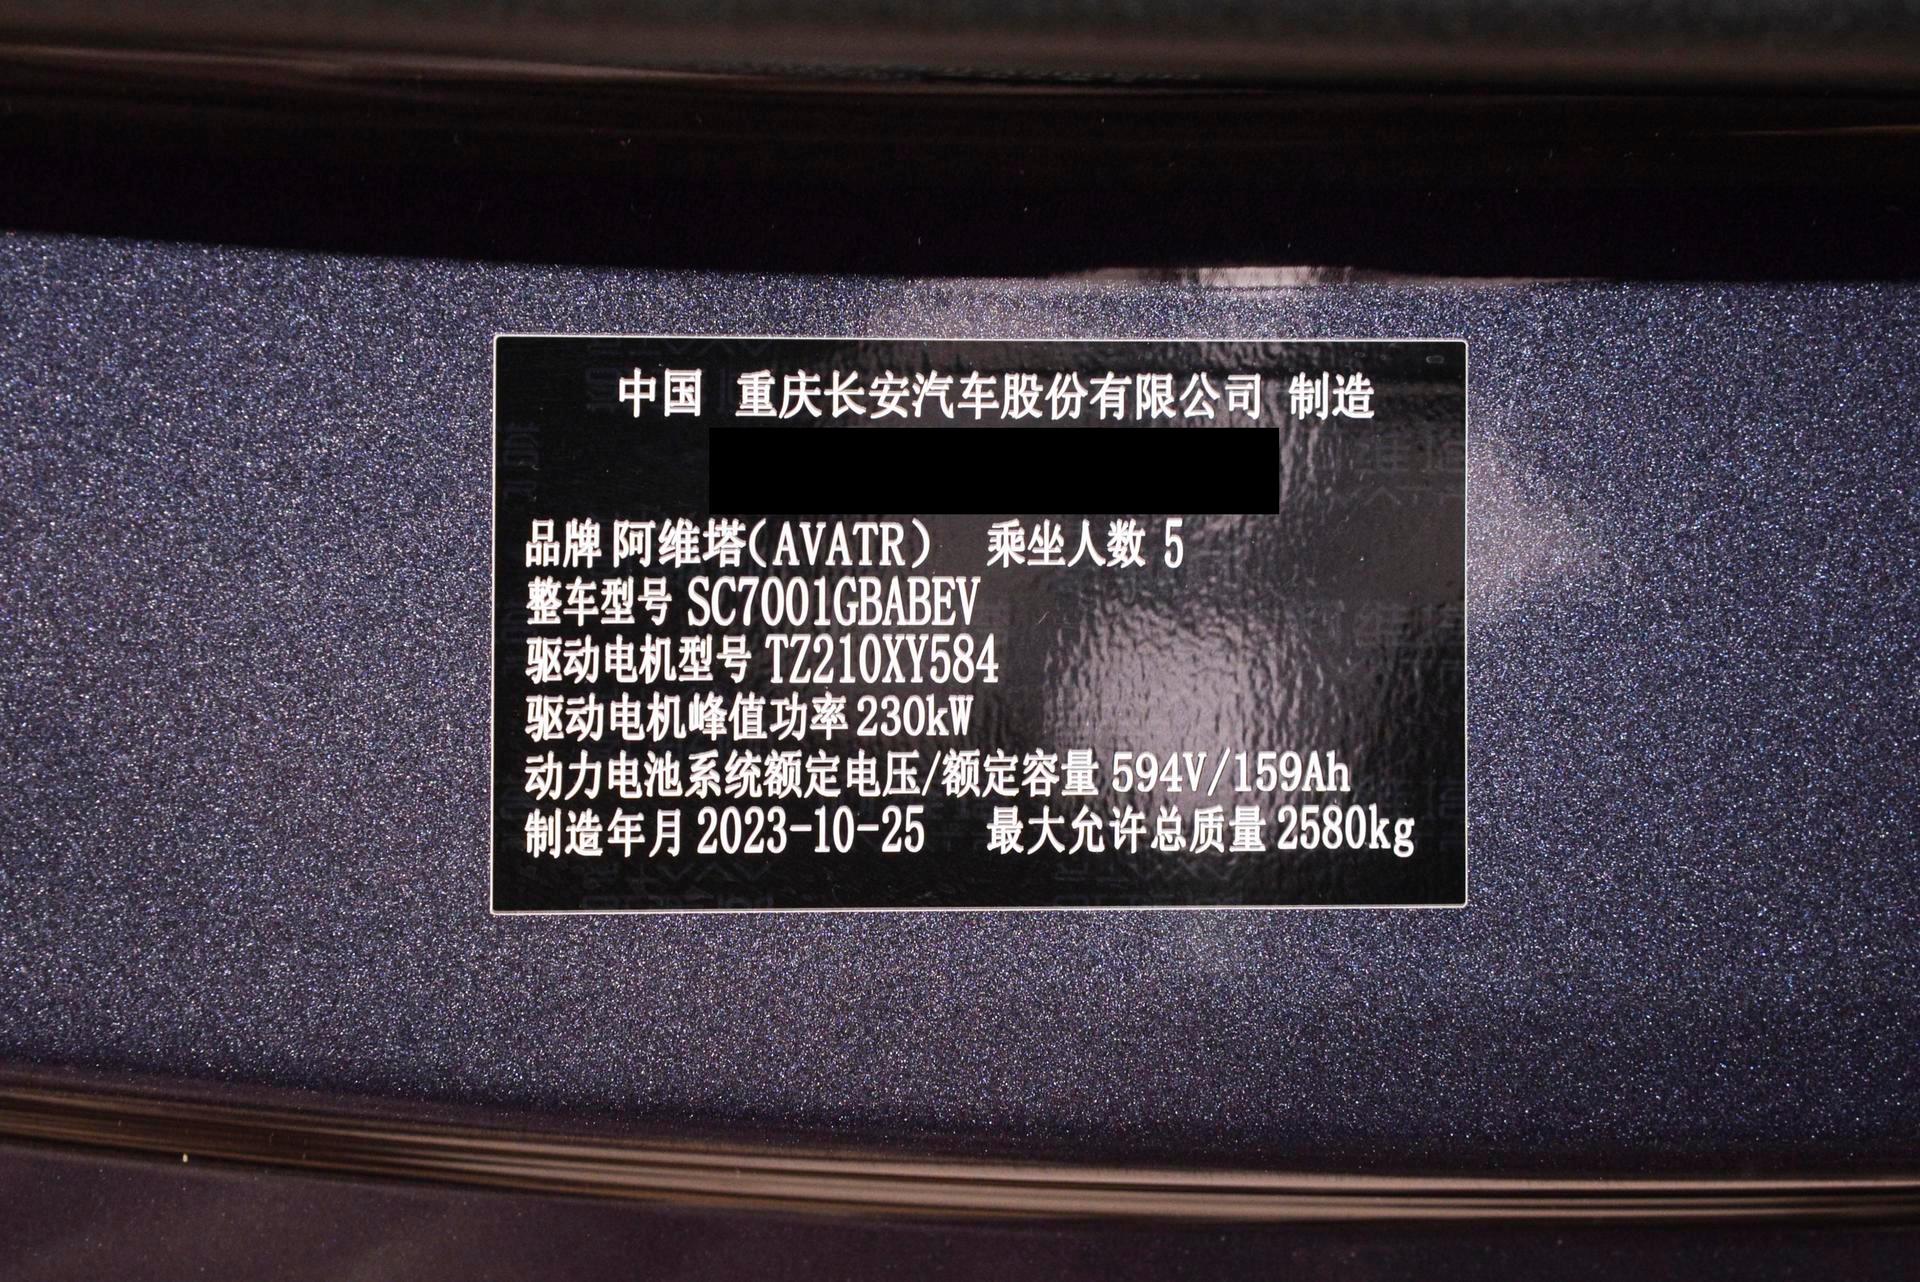 中国 重庆长安汽车股份有限公司 制造
品牌 阿维塔(AVATR) 乘坐人数 5
整车型号 SC7001GBABEV
驱动电机型号 TZ210XY584
驱动电机峰值功率 230kW
动力电池系统额定电压/额定容量 594V/159Ah
制造年月 2023-10-25 最大允许总质量 2580kg